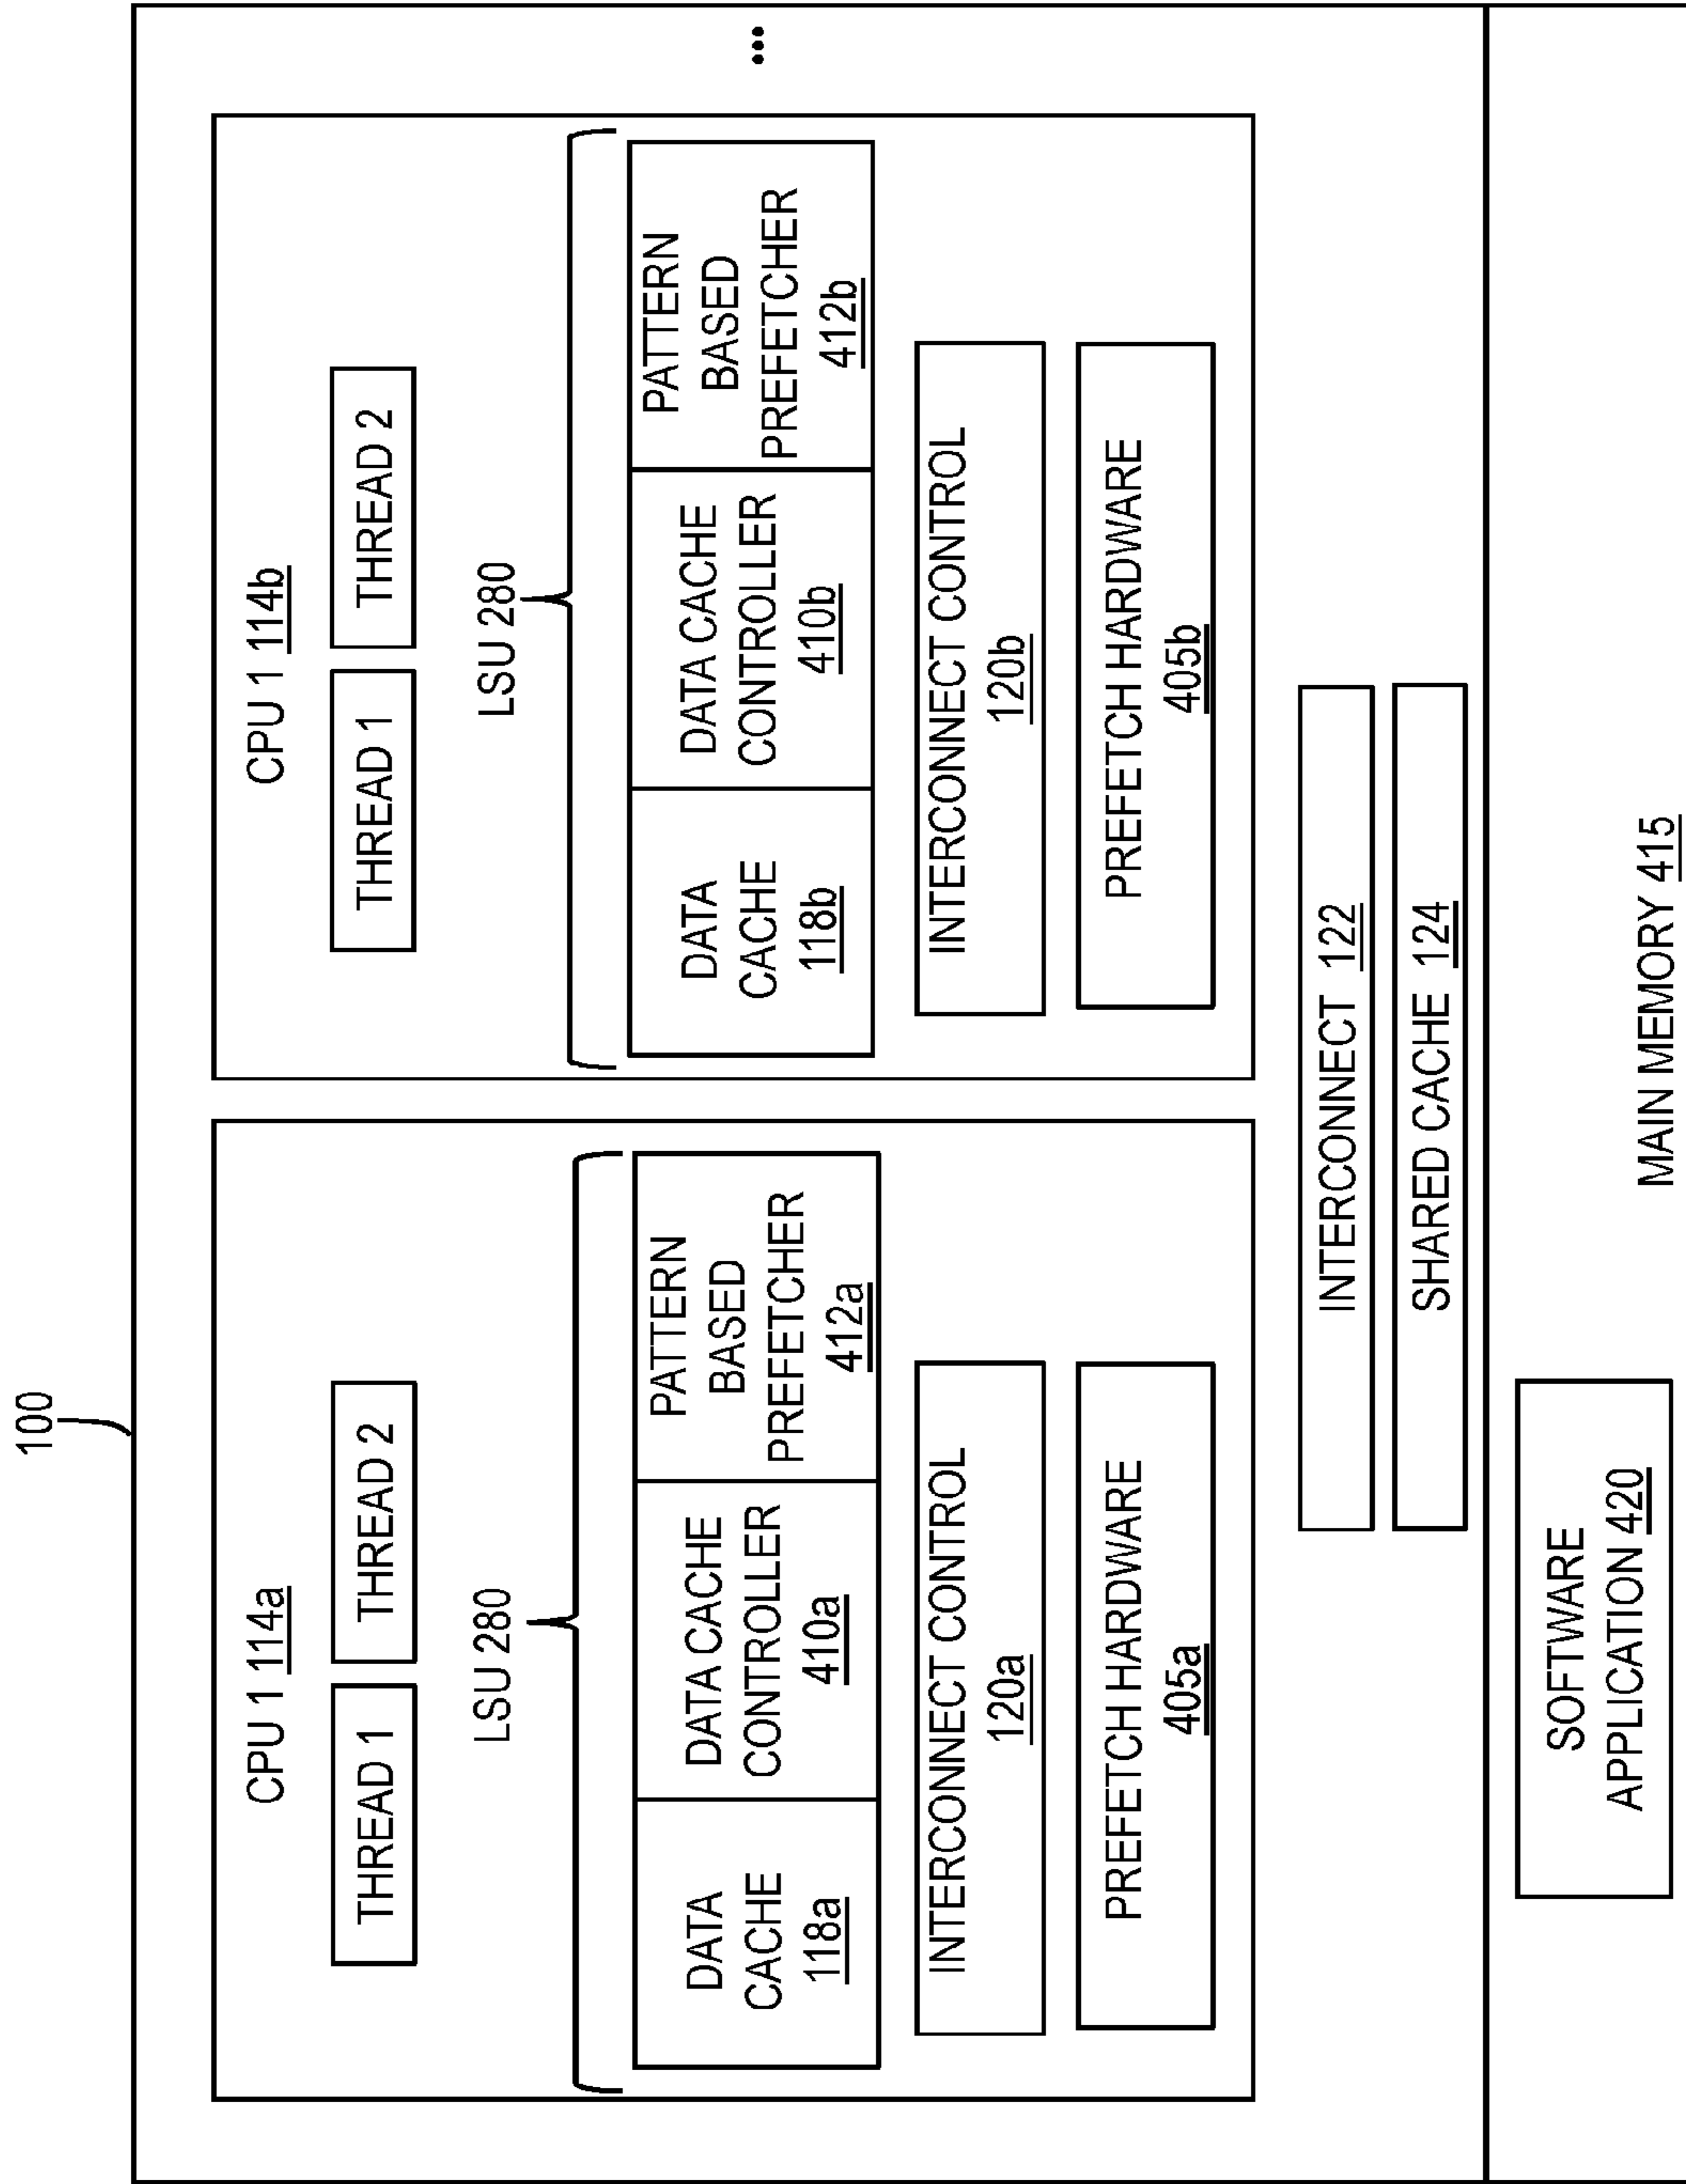 100
CPU 1 114a
THREAD 1
THREAD 2
LSU 280
DATA
CACHE
118a
DATA CACHE
CONTROLLER
410a
PATTERN
BASED
PREFETCHER
412a
INTERCONNECT CONTROL
120a
PREFETCH HARDWARE
405a
CPU 1 114b
THREAD 1
THREAD 2
LSU 280
DATA
CACHE
118b
DATA CACHE
CONTROLLER
410b
PATTERN
BASED
PREFETCHER
412b
INTERCONNECT CONTROL
120b
PREFETCH HARDWARE
405b
...
INTERCONNECT 122
SHARED CACHE 124
SOFTWARE
APPLICATION 420
MAIN MEMORY 415